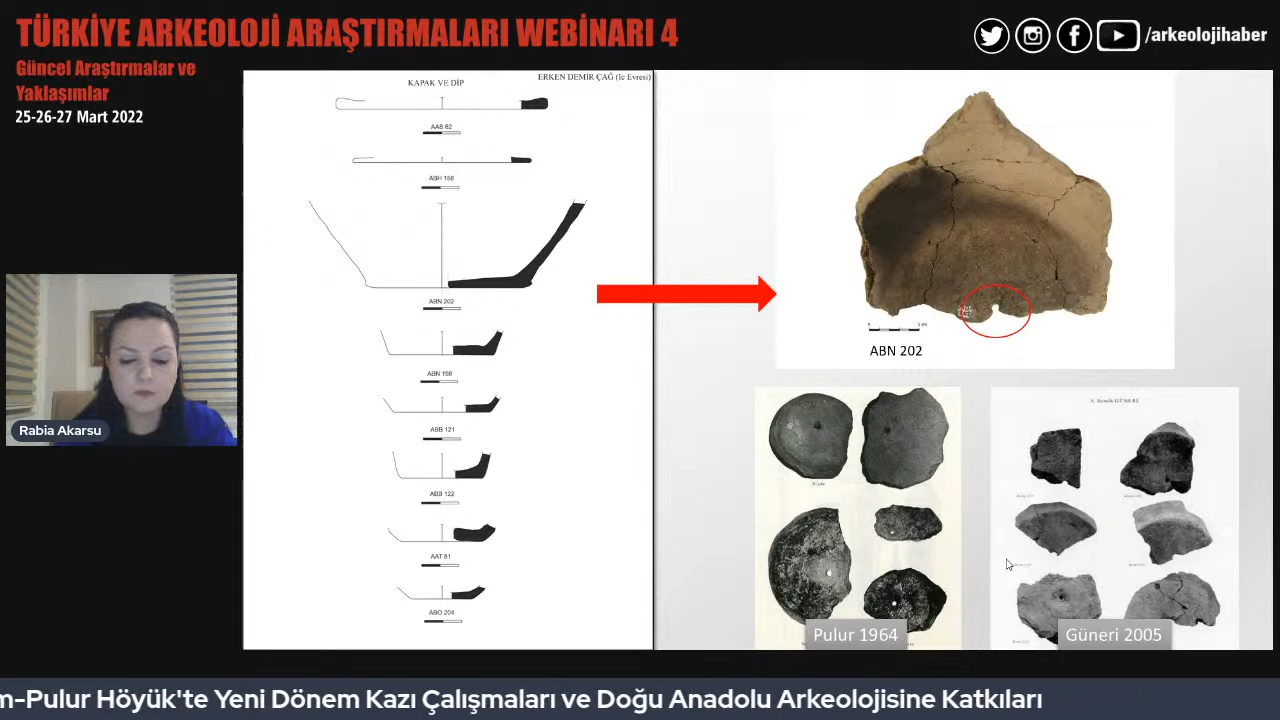 TÜRKİYE ARKEOLOJİ ARAŞTIRMALARI WEBİNARI 4
Güncel Araştırmalar ve
Yaklaşımlar
25-26-27 Mart 2022
/arkeolojihaber
KAPAK VE DİP
ERKEN DEMİR ÇAĞ (Ic Evresi)
AAS 82
ABH 158
ABN 202
ABN 198
ABB 121
ABB 122
AAT 81
ABO 204
Rabia Akarsu
ABN 202
Pulur 1964
Güneri 2005
m-Pulur Höyük'te Yeni Dönem Kazı Çalışmaları ve Doğu Anadolu Arkeolojisine Katkıları